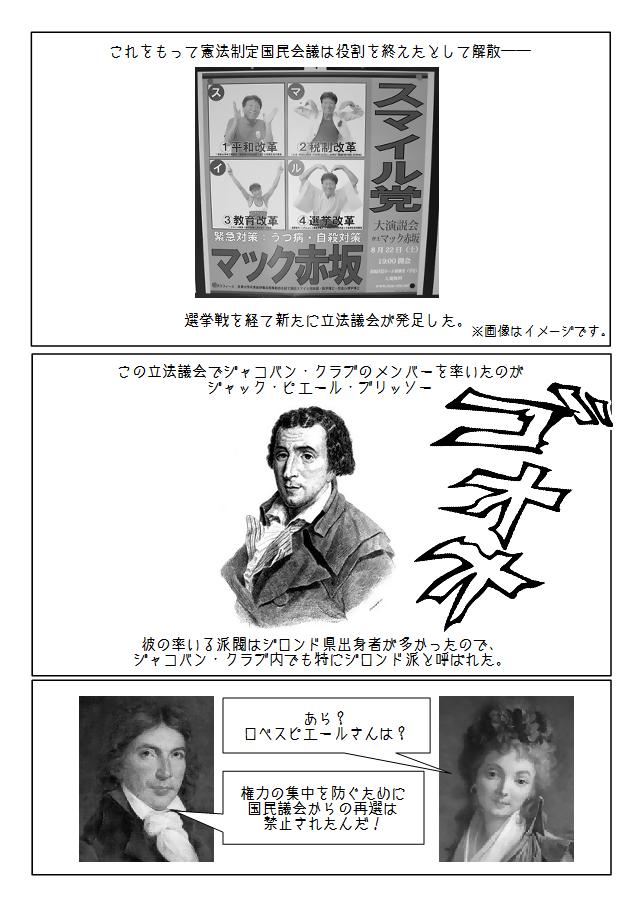 これをもって憲法制定国民会議は役割を終えたとして解散――
ス
マ
①平和改革
②税制改革
イ
ル
3教育改革
④選挙改革
スマイル党
大演説会
マック赤坂
8月22日(土)
19:00開会
緊急対策:うつ病・自殺対策
マック赤坂
選挙戦を経て新たに立法議会が発足した。
※画像はイメージです。
この立法議会でジャコバン・クラブのメンバーを率いたのが
ジャック・ピエール・ブリッソー
ゴオオ
彼の率いる派閥はジロンド県出身者が多かったので、
ジャコバン・クラブ内でも特にジロンド派と呼ばれた。
あら?
ロベスピエールさんは?
権力の集中を防ぐために
国民議会からの再選は
禁止されたんだ!